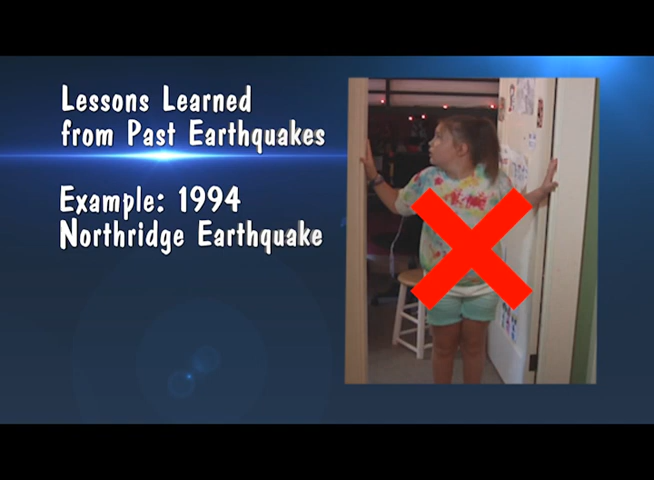 Lessons Learned
from Past Earthquakes
Example: 1994
Northridge Earthquake